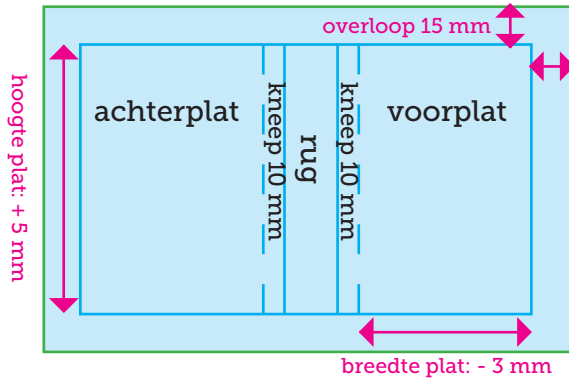 overloop 15 mm
achterplat
kneep 10 mm
rug
kneep 10 mm
voorplat
hoogte plat: + 5 mm
breedte plat: - 3 mm